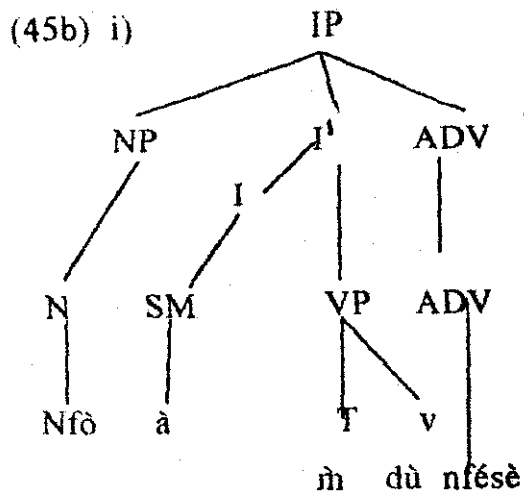 (45b) i) IP
NP I' ADV
I
N SM VP ADV
Nfò à T v
m̀ dù nfésè